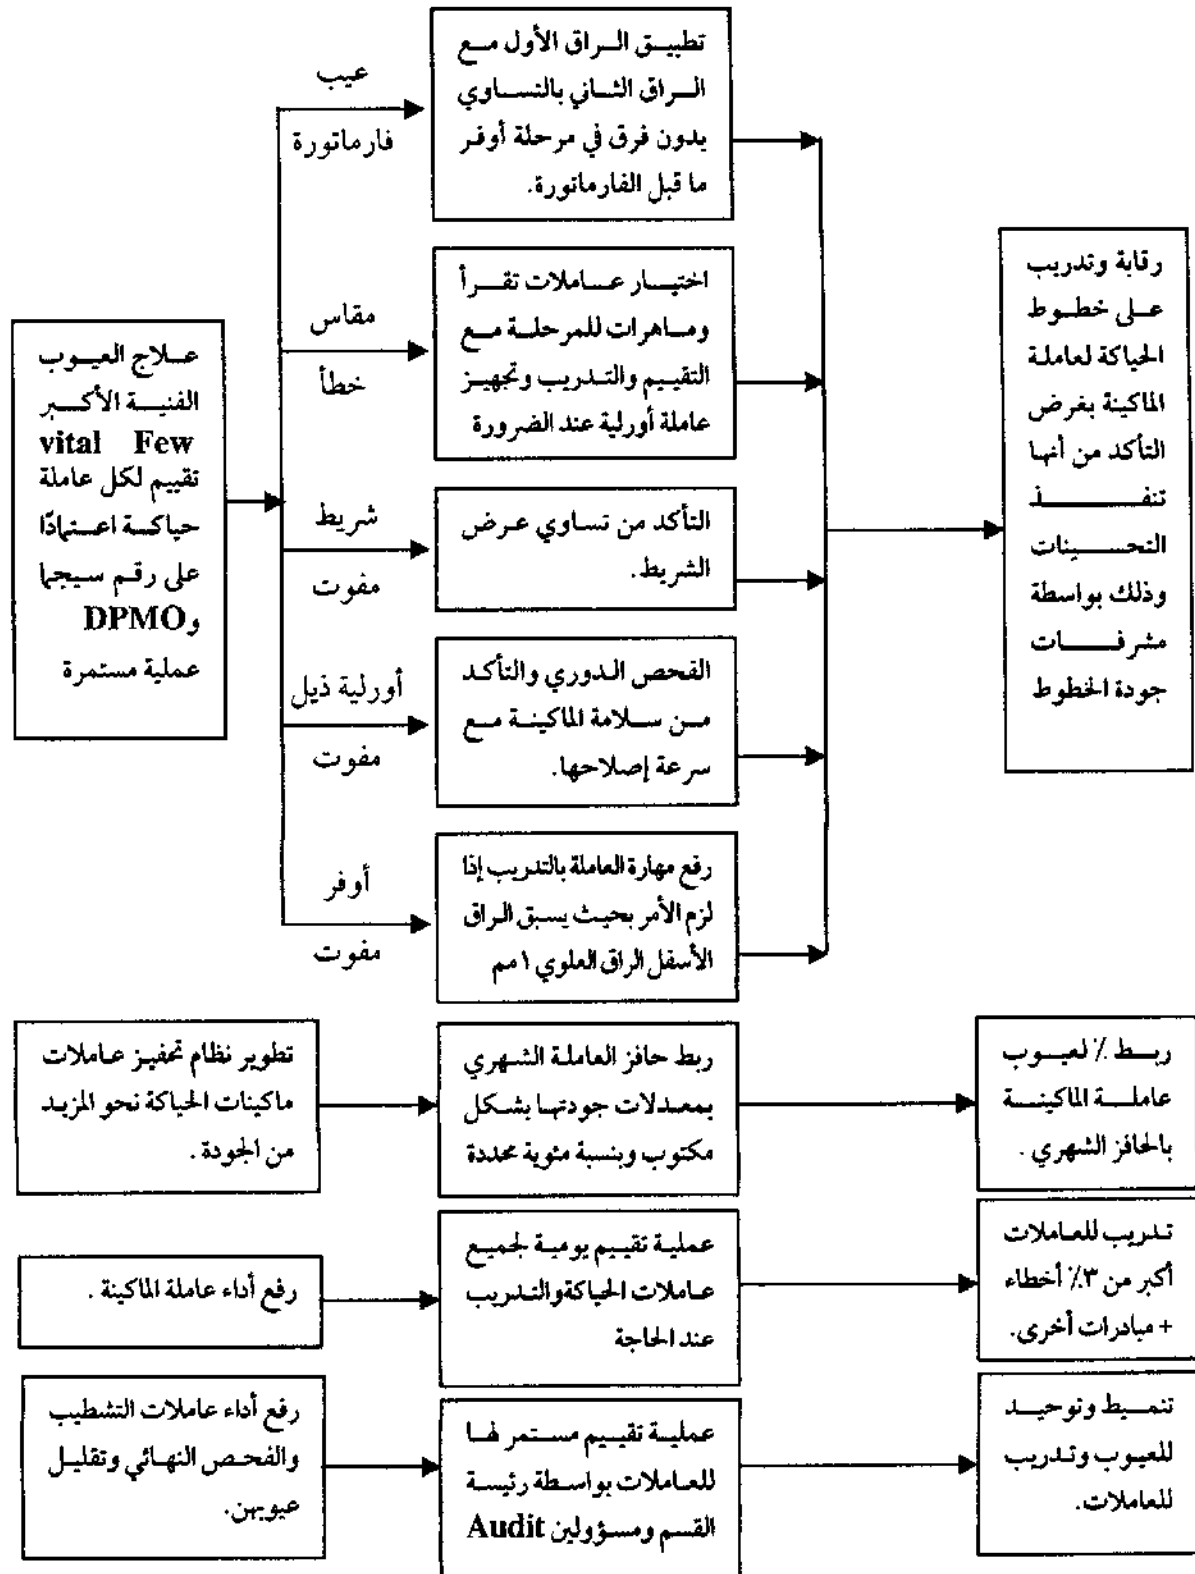 علاج العيوب
الفنية الأكبر
vital Few
تقييم لكل عاملة
حياكة اعتمادًا
على رقم سيجما
وDPMO
عملية مستمرة
عيب
فارماتورة
تطبيق الراق الأول مع
الراق الثاني بالتساوي
بدون فرق في مرحلة أوفر
ما قبل الفارماتورة.
مقاس
خطأ
اختيار عاملات تقرأ
وماهرات للمرحلة مع
التقييم والتدريب وتجهيز
عاملة أورلية عند الضرورة
شريط
مفوت
التأكد من تساوي عرض
الشريط.
أورلية ذيل
مفوت
الفحص الدوري والتأكد
من سلامة الماكينة مع
سرعة إصلاحها.
أوفر
مفوت
رفع مهارة العاملة بالتدريب إذا
لزم الأمر بحيث يسبق الراق
الأسفل الراق العلوي ١مم
رقابة وتدريب
على خطوط
الحياكة لعاملة
الماكينة بغرض
التأكد من أنها
تنفذ
التحسينات
وذلك بواسطة
مشرفات
جودة الخطوط
تطوير نظام تحفيز عاملات
ماكينات الحياكة نحو المزيد
من الجودة.
ربط حافز العاملة الشهري
بمعدلات جودتها بشكل
مكتوب وبنسبة مئوية محددة
ربط ٪ لعيوب
عاملة الماكينة
بالحافز الشهري.
رفع أداء عاملة الماكينة.
عملية تقييم يومية لجميع
عاملات الحياكة والتدريب
عند الحاجة
تدريب للعاملات
أكبر من ٣٪ أخطاء
+ مبادرات أخرى.
رفع أداء عاملات التشطيب
والفحص النهائي وتقليل
عيوبهن.
عملية تقييم مستمر لها
للعاملات بواسطة رئيسة
القسم ومسؤولين Audit
تنميط وتوحيد
للعيوب وتدريب
للعاملات.